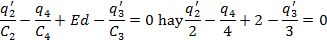 q′₂/C₂ − q₄/C₄ + Ed − q′₃/C₃ = 0 hay q′₂/2 − q₄/4 + 2 − q′₃/3 = 0